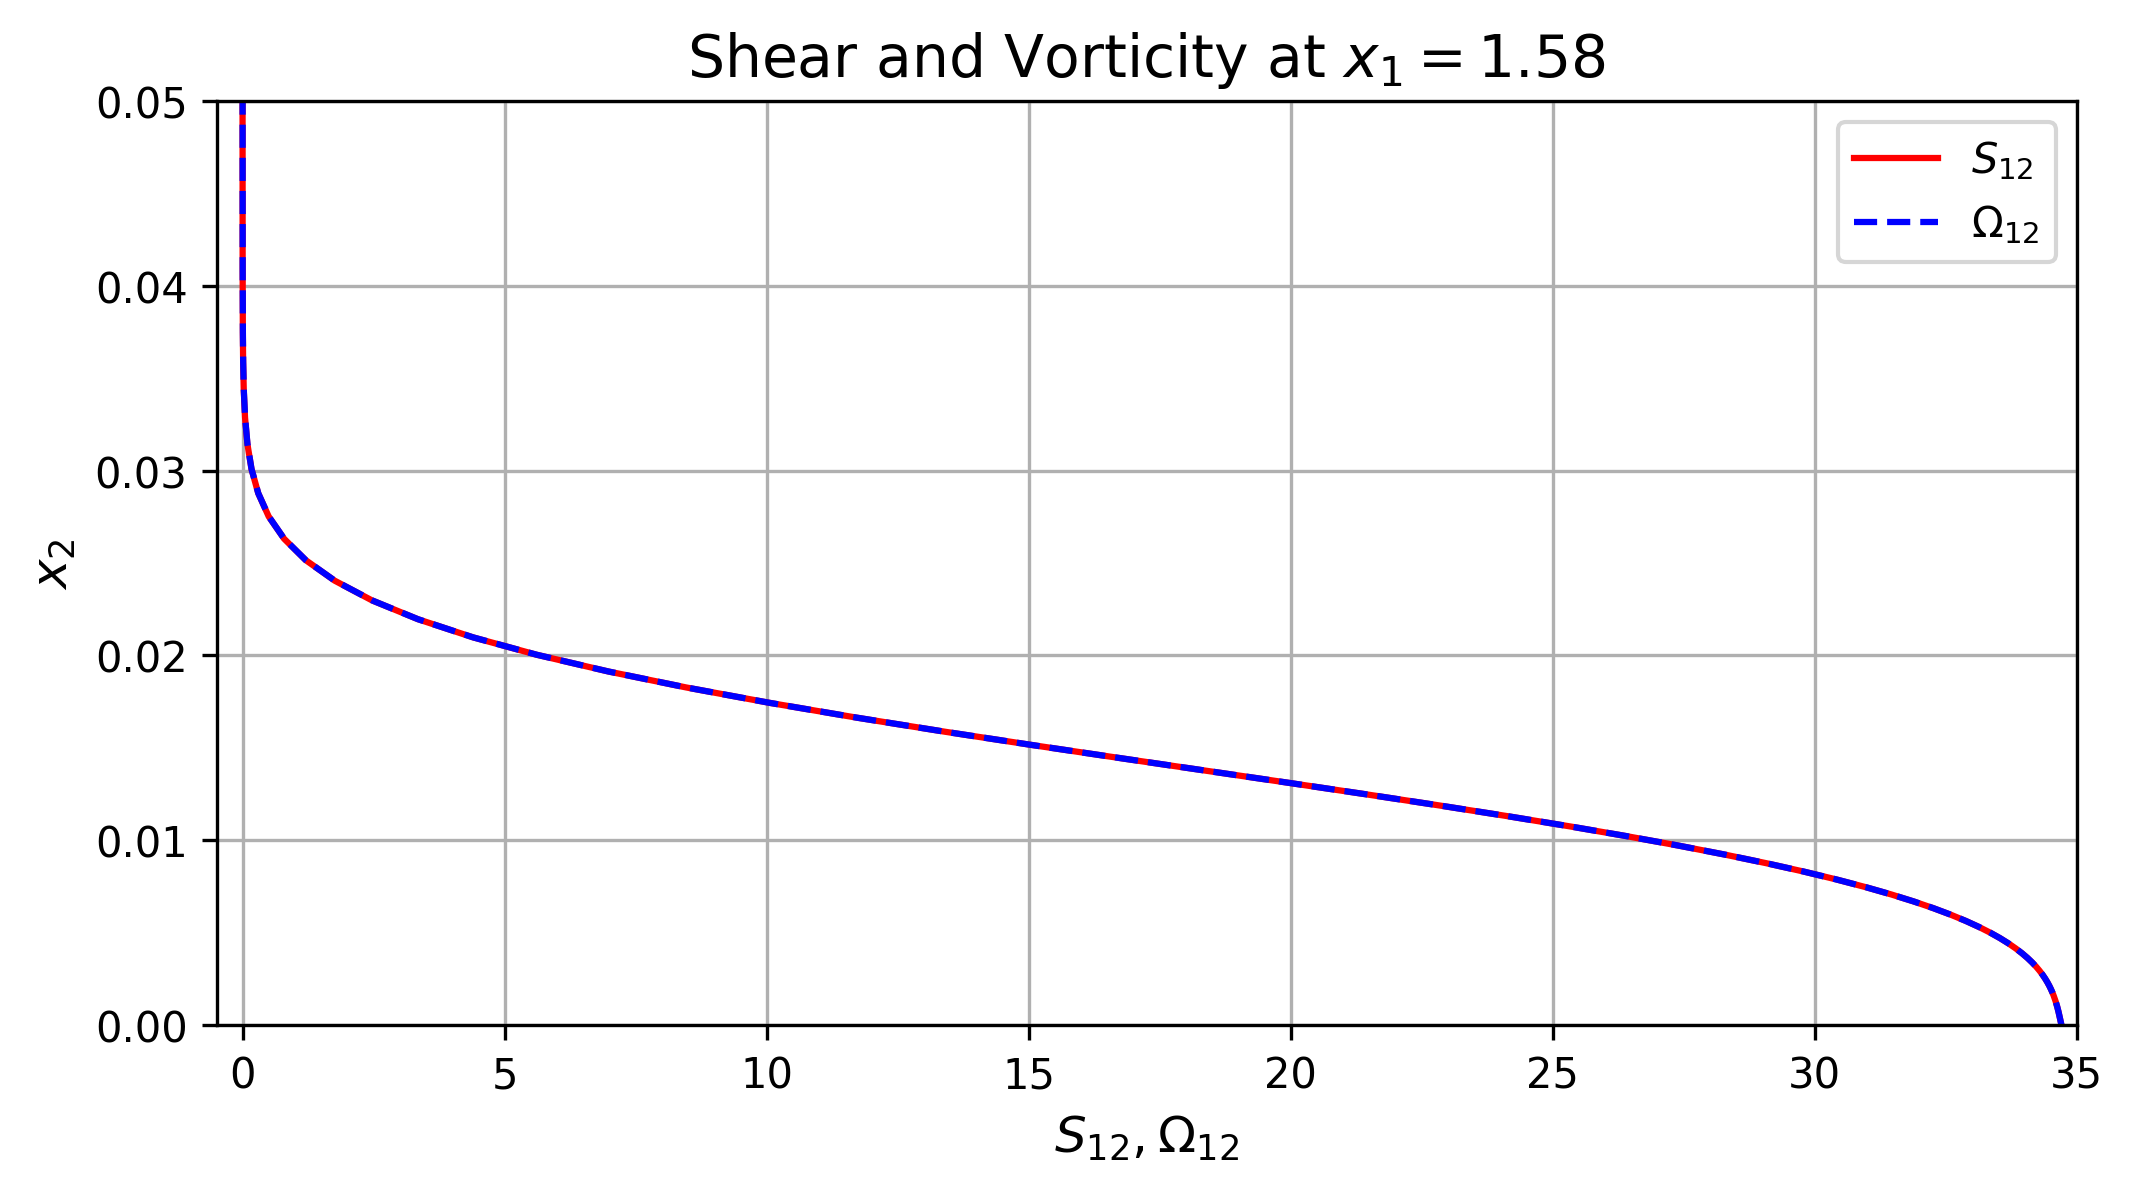 Shear and Vorticity at x₁ = 1.58
0.05
0.04
0.03
0.02
0.01
0.00
x₂
S₁₂
Ω₁₂
0 5 10 15 20 25 30 35
S₁₂, Ω₁₂